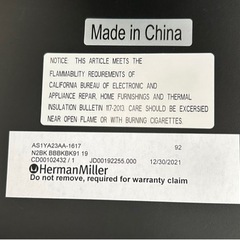 Made in China
NOTICE: THIS ARTICLE MEETS THE
FLAMMABILITY REQUIREMENTS OF
CALIFORNIA BUREAU OF ELECTRONIC AND
APPLIANCE REPAIR, HOME FURNISHINGS AND THERMAL
INSULATION BULLETIN 117-2013. CARE SHOULD BE EXCERSIED
NEAR OPEN FLAME OR WITH BURNING CIGARETTES.
AS1YA23AA-1617 92
N2BK BBBKBK91 19
CD00102432 / 1 JD00192255.000 12/30/2021
HermanMiller
Do not remove, required for warranty claim